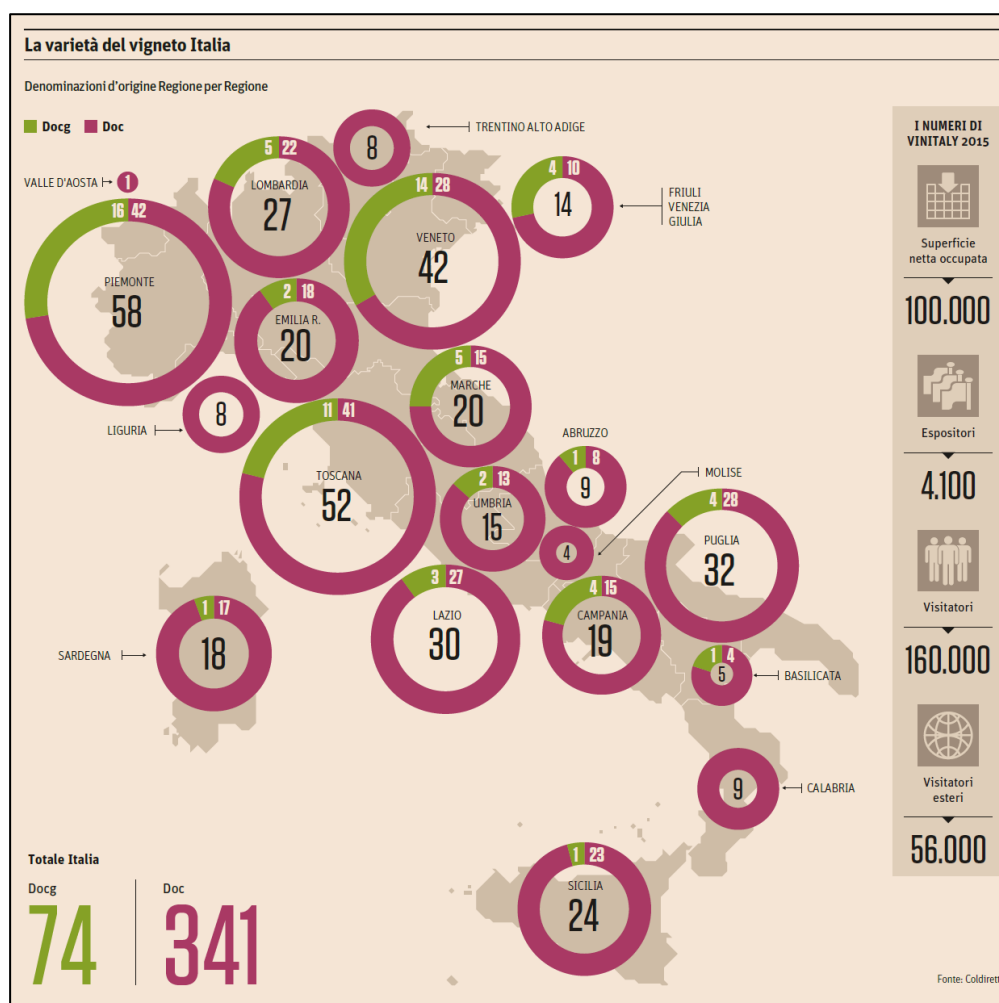 La varietà del vigneto Italia
Denominazioni d'origine Regione per Regione
Docg Doc
TRENTINO ALTO ADIGE
8
VALLE D'AOSTA
1
5 22
LOMBARDIA
27
14 28
VENETO
42
4 10
14
FRIULI
VENEZIA
GIULIA
16 42
PIEMONTE
58
2 18
EMILIA R.
20
5 15
MARCHE
20
8
LIGURIA
11 41
TOSCANA
52
2 13
UMBRIA
15
ABRUZZO
1 8
9
MOLISE
4
4 28
PUGLIA
32
3 27
LAZIO
30
4 15
CAMPANIA
19
1 17
18
SARDEGNA
1 4
5
BASILICATA
9
CALABRIA
1 23
SICILIA
24
Totale Italia
Docg
74
Doc
341
I NUMERI DI
VINITALY 2015
Superficie
netta occupata
100.000
Espositori
4.100
Visitatori
160.000
Visitatori
esteri
56.000
Fonte: Coldirett